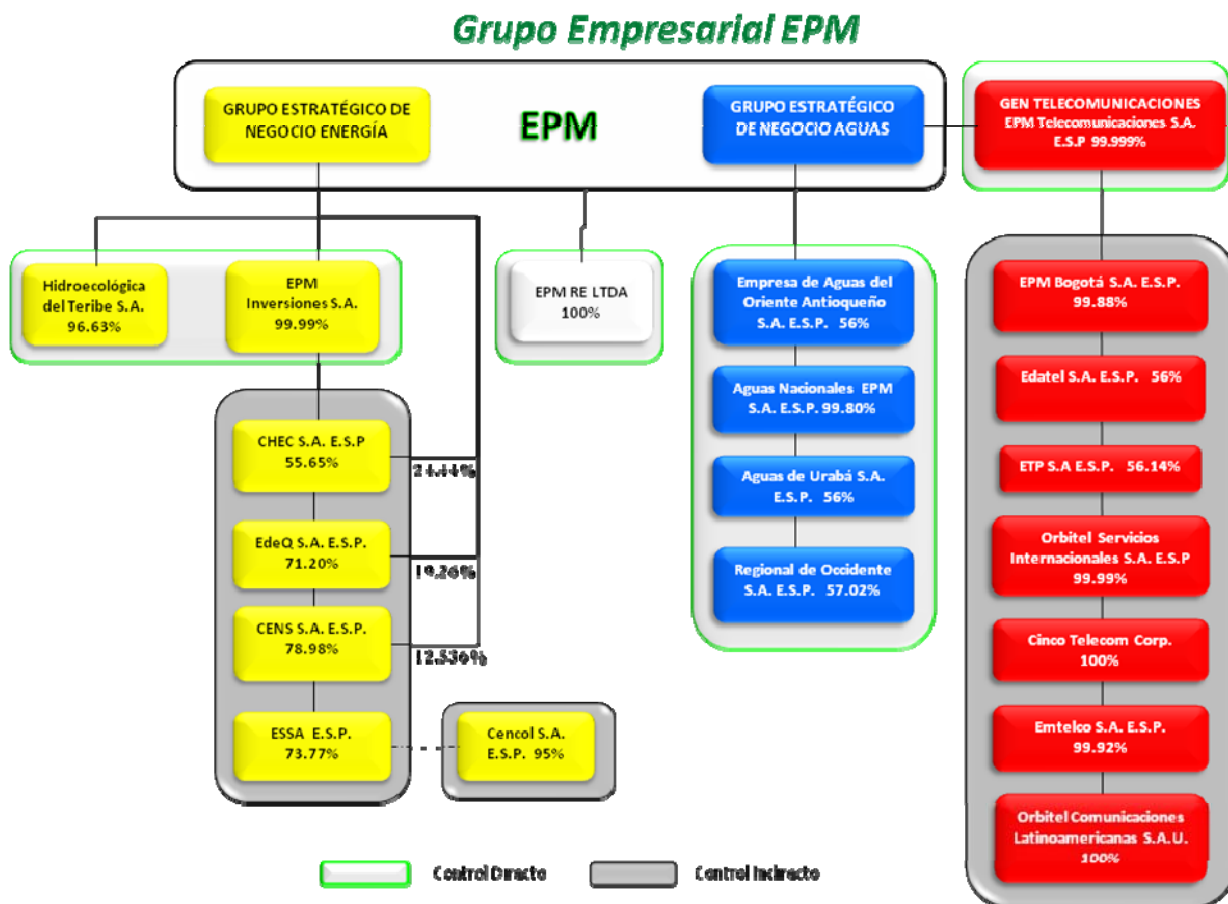 Grupo Empresarial EPM
GRUPO ESTRATÉGICO DE
NEGOCIO ENERGÍA
EPM
GRUPO ESTRATÉGICO
DE NEGOCIO AGUAS
GEN TELECOMUNICACIONES
EPM Telecomunicaciones S.A.
E.S.P 99.999%
Hidroecológica
del Teribe S.A.
96.63%
EPM
Inversiones S.A.
99.99%
EPM RE LTDA
100%
Empresa de Aguas del
Oriente Antioqueño
S.A. E.S.P. 56%
EPM Bogotá S.A. E.S.P.
99.88%
Aguas Nacionales EPM
S.A. E.S.P. 99.80%
Edatel S.A. E.S.P. 56%
CHEC S.A. E.S.P
55.65%
24.44%
Aguas de Urabá S.A.
E.S.P. 56%
ETP S.A E.S.P. 56.14%
EdeQ S.A. E.S.P.
71.20%
19.26%
Regional de Occidente
S.A. E.S.P. 57.02%
Orbitel Servicios
Internacionales S.A. E.S.P
99.99%
CENS S.A. E.S.P.
78.98%
12.536%
Cinco Telecom Corp.
100%
ESSA E.S.P.
73.77%
Cencol S.A.
E.S.P. 95%
Emtelco S.A. E.S.P.
99.92%
Orbitel Comunicaciones
Latinoamericanas S.A.U.
100%
Control Directo
Control Indirecto